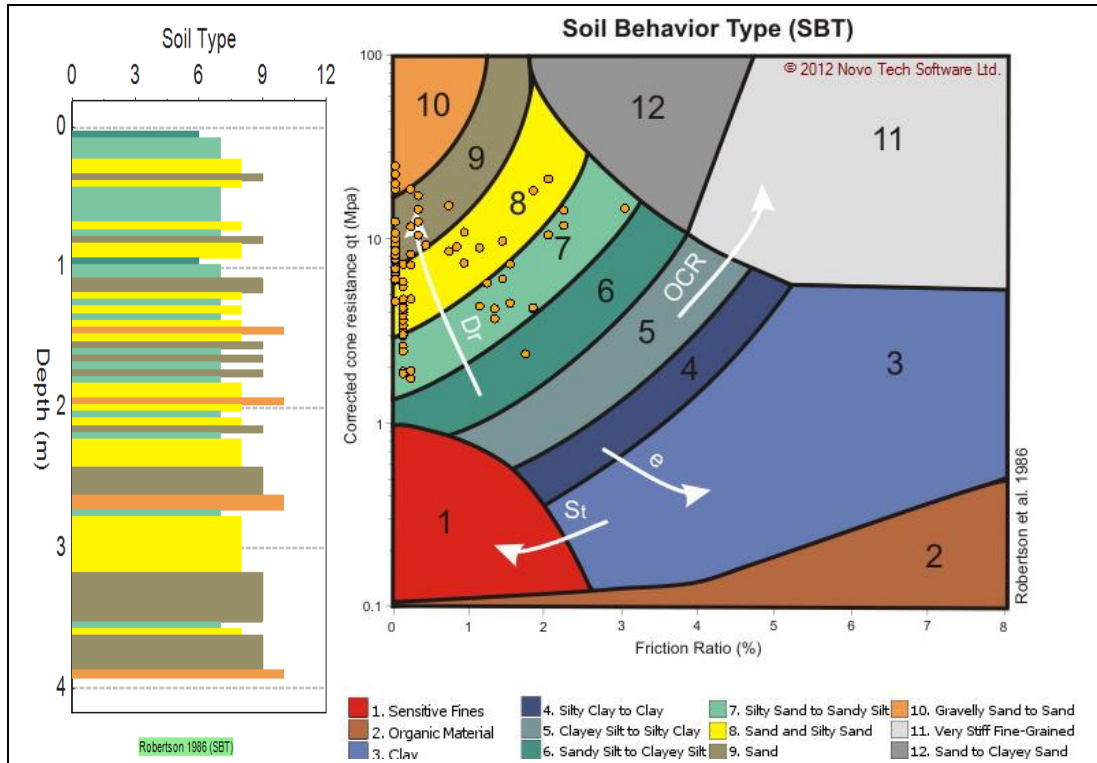 Soil Type
0 3 6 9 12
0
1
2
3
4
Depth (m)
Robertson 1986 (SBT)
Soil Behavior Type (SBT)
© 2012 Novo Tech Software Ltd.
100
10
1
0.1
Corrected cone resistance qt (Mpa)
10
12
11
9
8
7
6
5
4
3
1
2
Dr
OCR
e
St
0 1 2 3 4 5 6 7 8
Friction Ratio (%)
Robertson et al. 1986
1. Sensitive Fines
2. Organic Material
3. Clay
4. Silty Clay to Clay
5. Clayey Silt to Silty Clay
6. Sandy Silt to Clayey Silt
7. Silty Sand to Sandy Silt
8. Sand and Silty Sand
9. Sand
10. Gravelly Sand to Sand
11. Very Stiff Fine-Grained
12. Sand to Clayey Sand